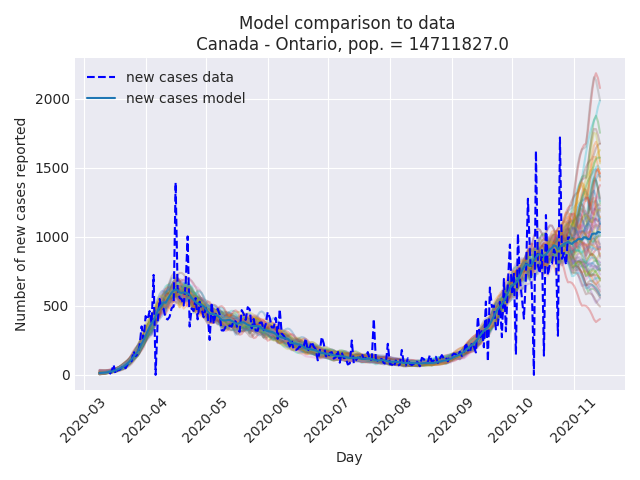 Model comparison to data
Canada - Ontario, pop. = 14711827.0
new cases data
new cases model
Number of new cases reported
2000
1500
1000
500
0
2020-03
2020-04
2020-05
2020-06
2020-07
2020-08
2020-09
2020-10
2020-11
Day